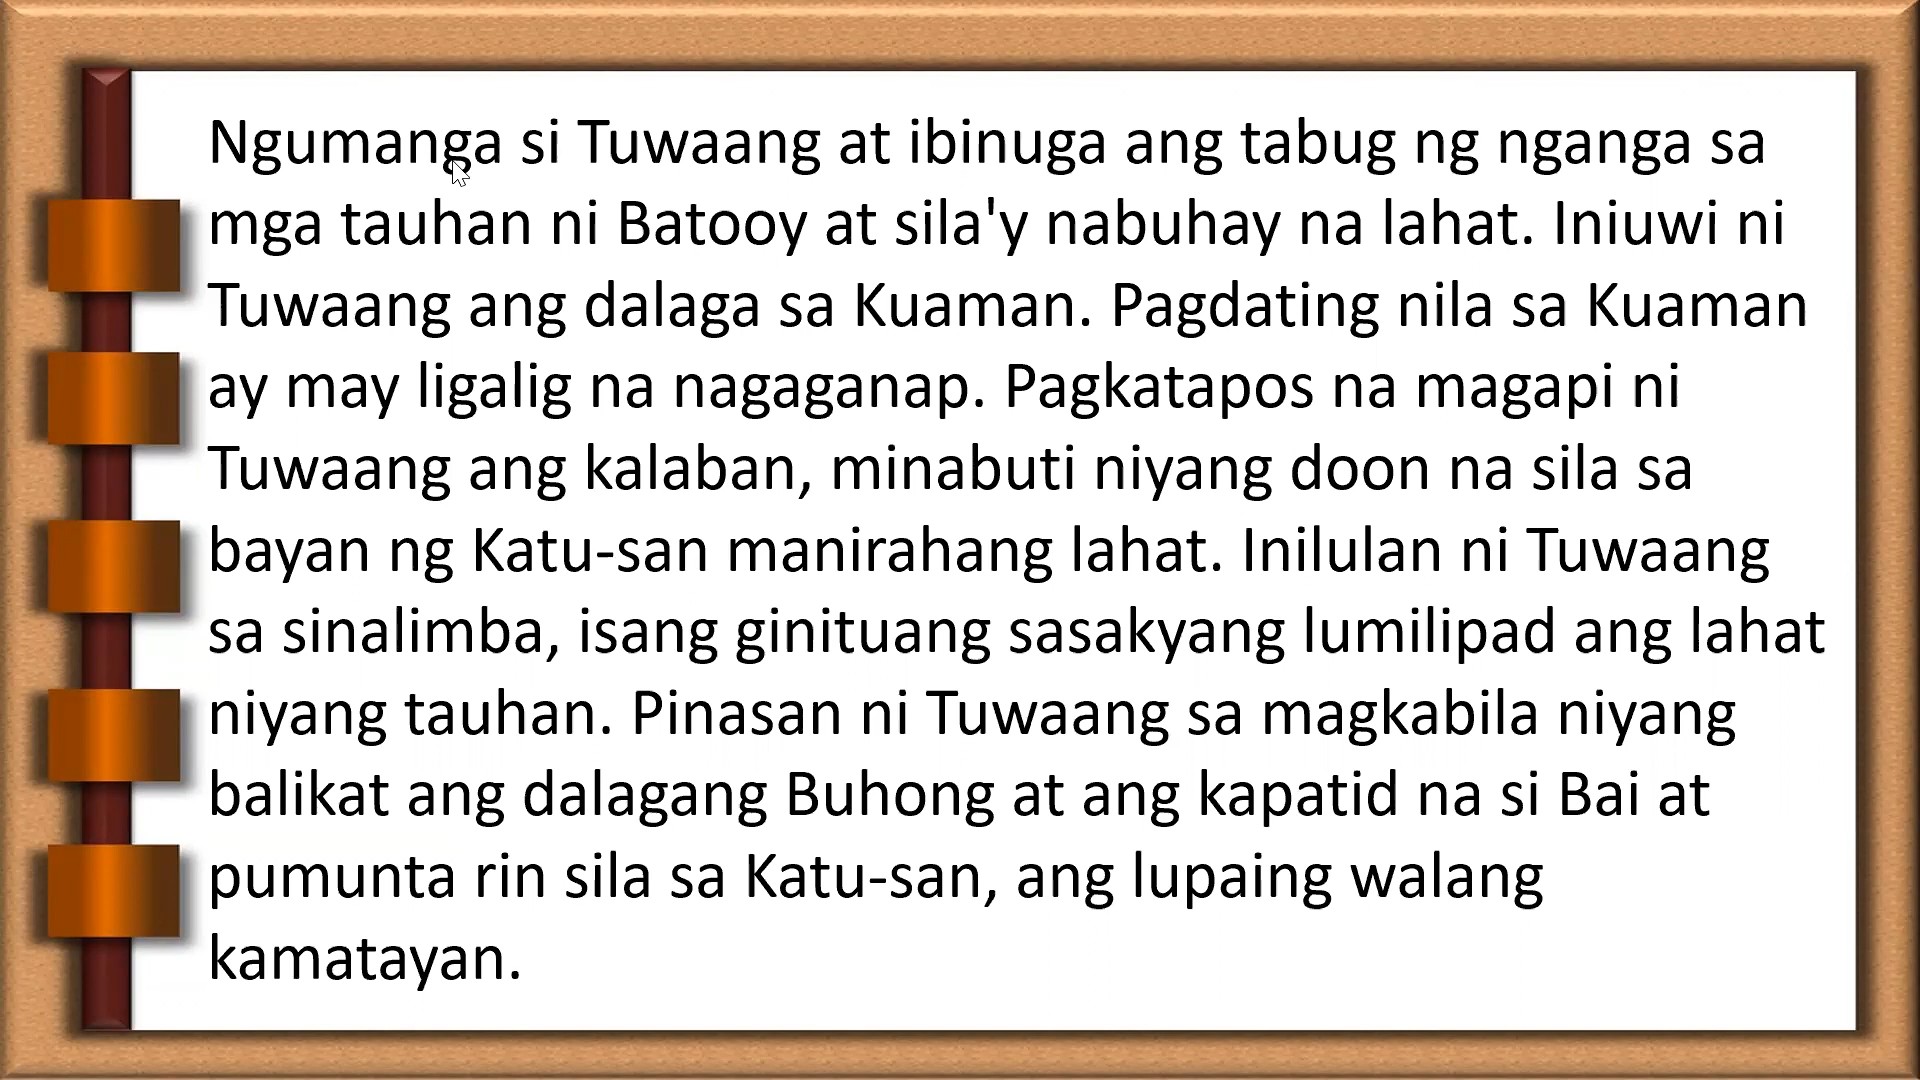 Ngumanga si Tuwaang at ibinuga ang tabug ng nganga sa
mga tauhan ni Batooy at sila'y nabuhay na lahat. Iniuwi ni
Tuwaang ang dalaga sa Kuaman. Pagdating nila sa Kuaman
ay may ligalig na nagaganap. Pagkatapos na magapi ni
Tuwaang ang kalaban, minabuti niyang doon na sila sa
bayan ng Katu-san manirahang lahat. Inilulan ni Tuwaang
sa sinalimba, isang ginituang sasakyang lumilipad ang lahat
niyang tauhan. Pinasan ni Tuwaang sa magkabila niyang
balikat ang dalagang Buhong at ang kapatid na si Bai at
pumunta rin sila sa Katu-san, ang lupaing walang
kamatayan.